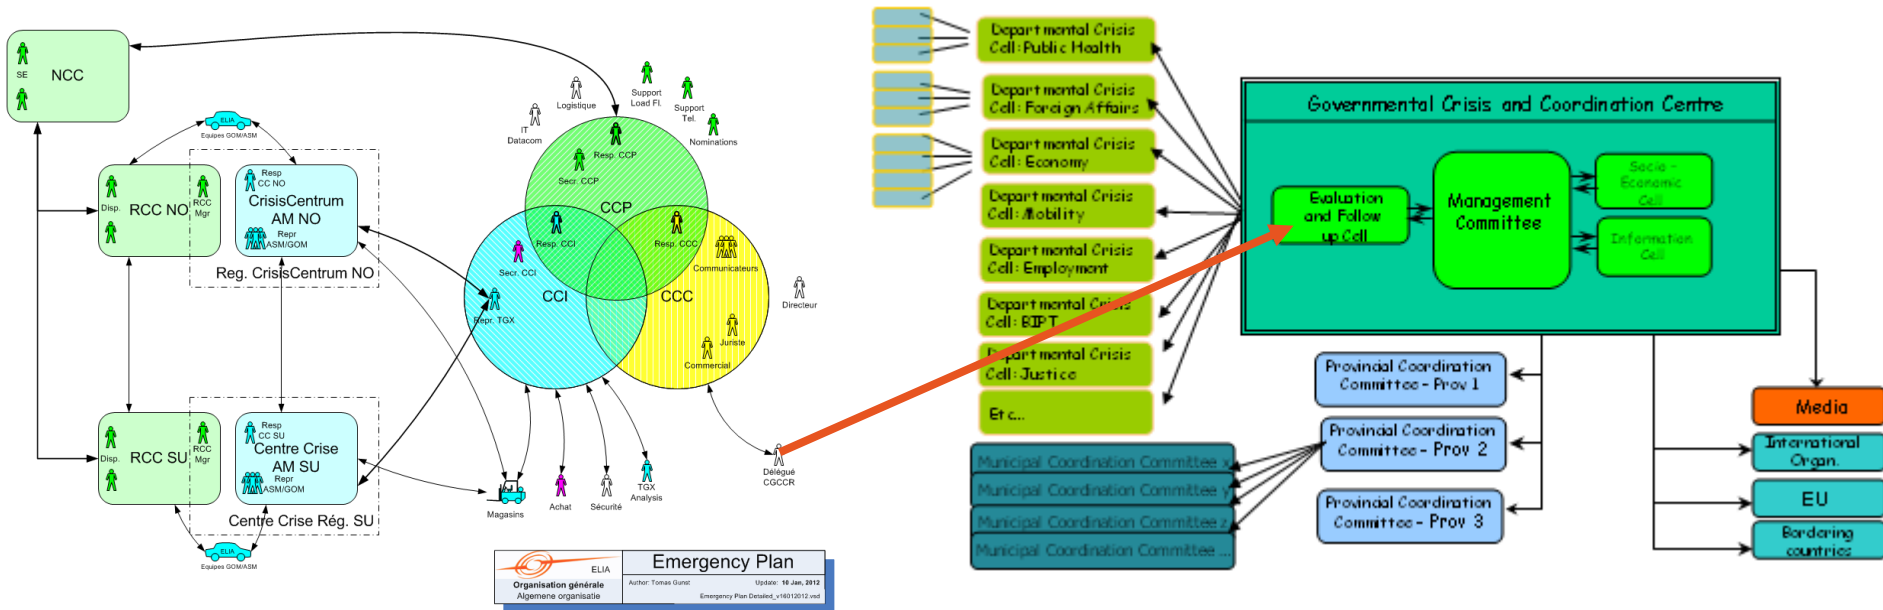 NCC
SE
ELIA
Equipes GOM/ASM
Disp.
RCC NO
RCC
Mgr
Resp
CC NO
CrisisCentrum
AM NO
Repr
ASM/GOM
Reg. CrisisCentrum NO
Disp.
RCC SU
RCC
Mgr
Resp
CC SU
Centre Crise
AM SU
Repr
ASM/GOM
Centre Crise Rég. SU
ELIA
Equipes GOM/ASM
IT
Datacom
Logistique
Support
Load Fl.
Support
Tel.
Nominations
Resp. CCP
Secr. CCP
CCP
Resp. CCI
Resp. CCC
Secr. CCI
CCI
Repr. TGX
CCC
Communicateurs
Juriste
Commercial
Directeur
Magasins
Achat
Sécurité
TGX
Analysis
Délégué
CGCCR
ELIA
Organisation générale
Algemene organisatie
Emergency Plan
Author: Tomas Gunst
Update: 10 Jan, 2012
Emergency Plan Detailed_v16012012.vsd
Departmental Crisis
Cell: Public Health
Departmental Crisis
Cell: Foreign Affairs
Departmental Crisis
Cell: Economy
Departmental Crisis
Cell: Mobility
Departmental Crisis
Cell: Employment
Departmental Crisis
Cell: BIPT
Departmental Crisis
Cell: Justice
Etc...
Governmental Crisis and Coordination Centre
Evaluation
and Follow
up Cell
Management
Committee
Socio -
Economic
Cell
Information
Cell
Provincial Coordination
Committee - Prov 1
Provincial Coordination
Committee - Prov 2
Provincial Coordination
Committee - Prov 3
Municipal Coordination Committee x
Municipal Coordination Committee y
Municipal Coordination Committee z
Municipal Coordination Committee ...
Media
International
Organ.
EU
Bordering
countries